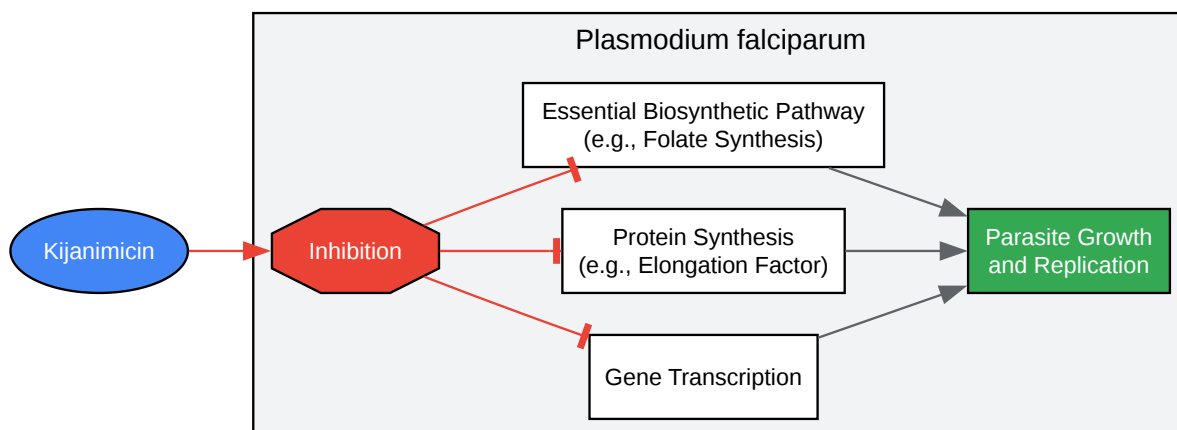 Plasmodium falciparum
Essential Biosynthetic Pathway
(e.g., Folate Synthesis)
Kijanimicin
Inhibition
Protein Synthesis
(e.g., Elongation Factor)
Parasite Growth
and Replication
Gene Transcription